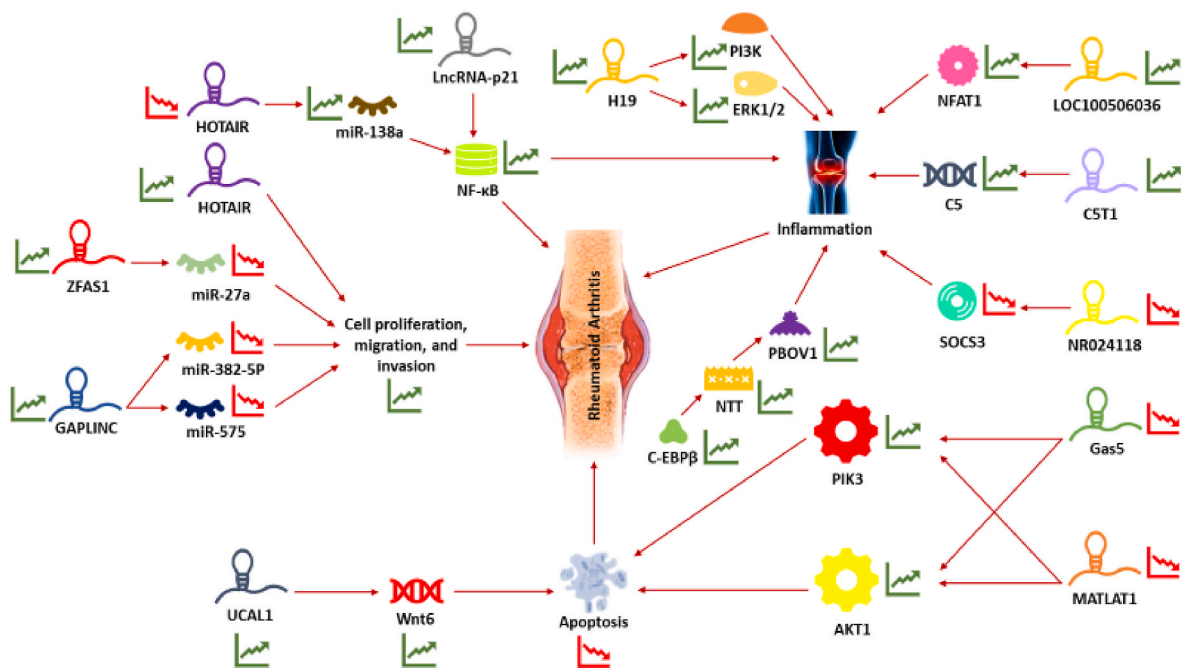 LncRNA-p21
PI3K
H19
ERK1/2
NFAT1
LOC100506036
HOTAIR
miR-138a
NF-κB
HOTAIR
C5
C5T1
Inflammation
ZFAS1
miR-27a
Rheumatoid Arthritis
Cell proliferation,
migration, and
invasion
miR-382-5P
PBOV1
SOCS3
NR024118
GAPLINC
miR-575
NTT
C-EBPβ
PIK3
Gas5
UCAL1
Wnt6
Apoptosis
AKT1
MATLAT1